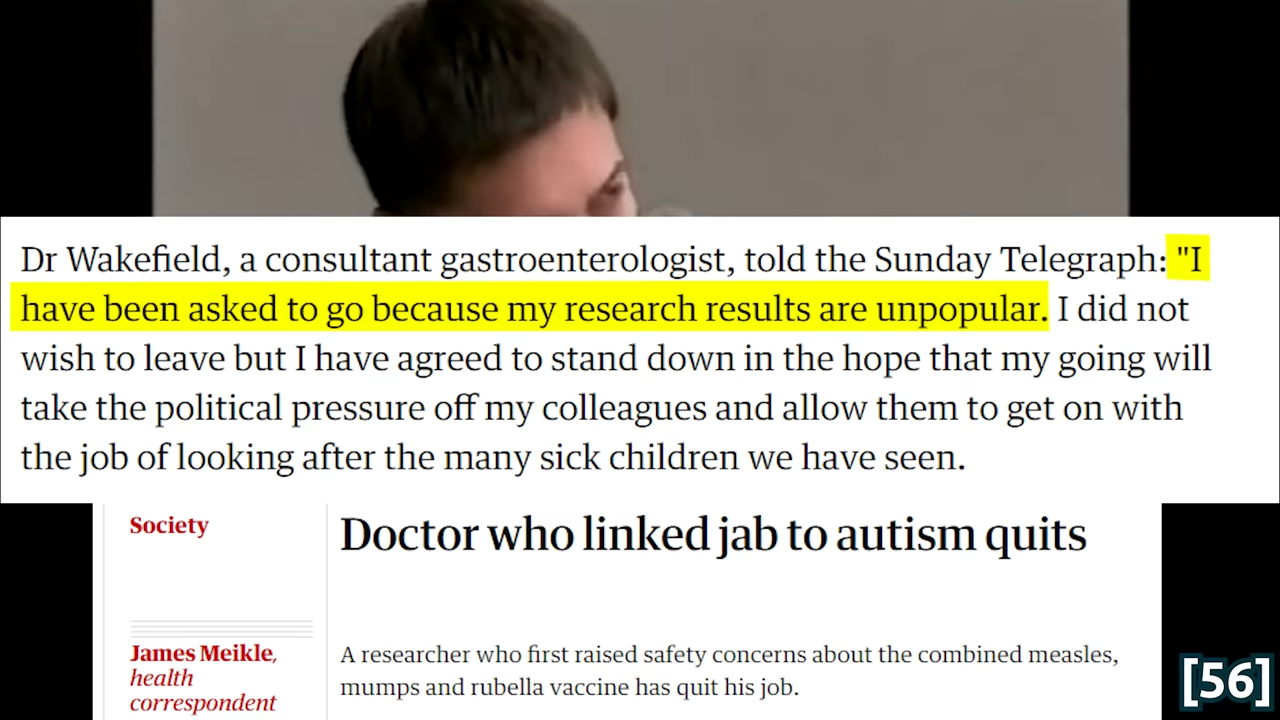 Dr Wakefield, a consultant gastroenterologist, told the Sunday Telegraph: "I
have been asked to go because my research results are unpopular. I did not
wish to leave but I have agreed to stand down in the hope that my going will
take the political pressure off my colleagues and allow them to get on with
the job of looking after the many sick children we have seen.
Society
Doctor who linked jab to autism quits
James Meikle,
health
correspondent
A researcher who first raised safety concerns about the combined measles,
mumps and rubella vaccine has quit his job.
[56]